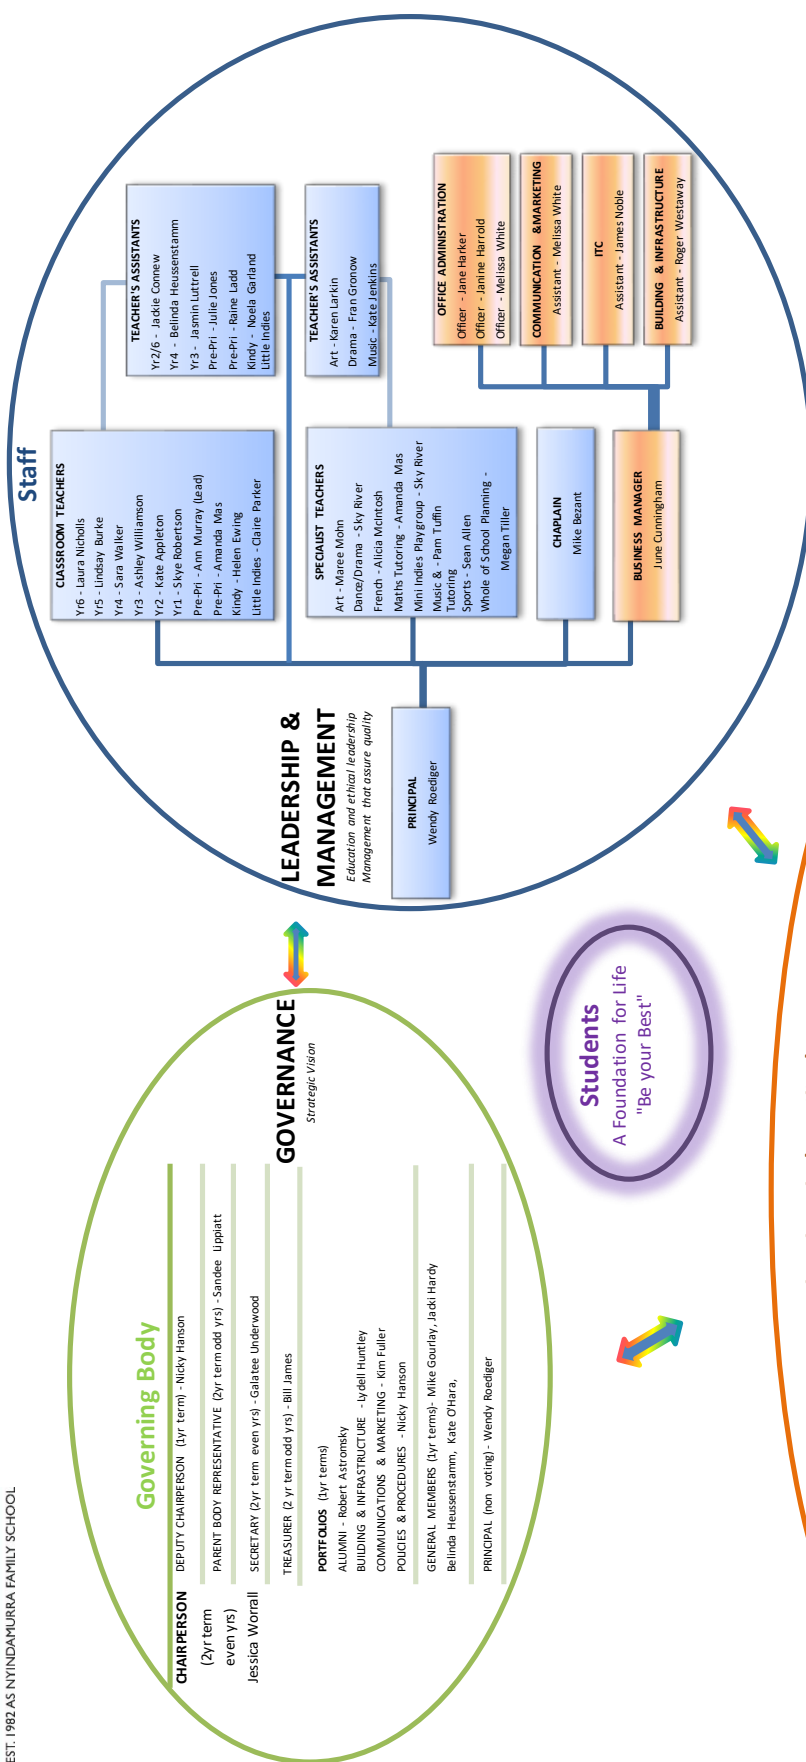 EST. 1982 AS NYINDAMURRA FAMILY SCHOOL
Governing Body
CHAIRPERSON
(2yr term
even yrs)
Jessica Worrall
DEPUTY CHAIRPERSON (1yr term) - Nicky Hanson
PARENT BODY REPRESENTATIVE (2yr term odd yrs) - Sandee Lippiatt
SECRETARY (2yr term even yrs) - Galatee Underwood
TREASURER (2 yr term odd yrs) - Bill James
PORTFOLIOS (1yr terms)
ALUMNI - Robert Astromsky
BUILDING & INFRASTRUCTURE - Lydell Huntley
COMMUNICATIONS & MARKETING - Kim Fuller
POLICIES & PROCEDURES - Nicky Hanson
GENERAL MEMBERS (1yr terms)- Mike Gourlay, Jacki Hardy
Belinda Heussenstamm, Kate O'Hara,
PRINCIPAL (non voting) - Wendy Roediger
GOVERNANCE
Strategic Vision
Students
A Foundation for Life
"Be your Best"
Staff
LEADERSHIP &
MANAGEMENT
Education and ethical leadership
Management that assure quality
PRINCIPAL
Wendy Roediger
CLASSROOM TEACHERS
Yr6 - Laura Nicholls
Yr5 - Lindsay Burke
Yr4 - Sara Walker
Yr3 - Ashley Williamson
Yr2 - Kate Appleton
Yr1 - Skye Robertson
Pre-Pri - Ann Murray (Lead)
Pre-Pri - Amanda Mas
Kindy - Helen Ewing
Little Indies - Claire Parker
TEACHER'S ASSISTANTS
Yr2/6 - Jackie Connew
Yr4 - Belinda Heussenstamm
Yr3 - Jasmin Luttrell
Pre-Pri - Julie Jones
Pre-Pri - Raine Ladd
Kindy - Noela Garland
Little Indies
SPECIALIST TEACHERS
Art - Maree Mohn
Dance/Drama - Sky River
French - Alicia McIntosh
Maths Tutoring - Amanda Mas
Mini Indies Playgroup - Sky River
Music & - Pam Tuffin
Tutoring
Sports - Sean Allen
Whole of School Planning -
Megan Tiller
TEACHER'S ASSISTANTS
Art - Karen Larkin
Drama - Fran Gronow
Music - Kate Jenkins
CHAPLAIN
Mike Bezant
BUSINESS MANAGER
June Cunningham
OFFICE ADMINISTRATION
Officer - Jane Harker
Officer - Janine Harrold
Officer - Melissa White
COMMUNICATION & MARKETING
Assistant - Melissa White
ITC
Assistant - James Noble
BUILDING & INFRASTRUCTURE
Assistant - Roger Westaway